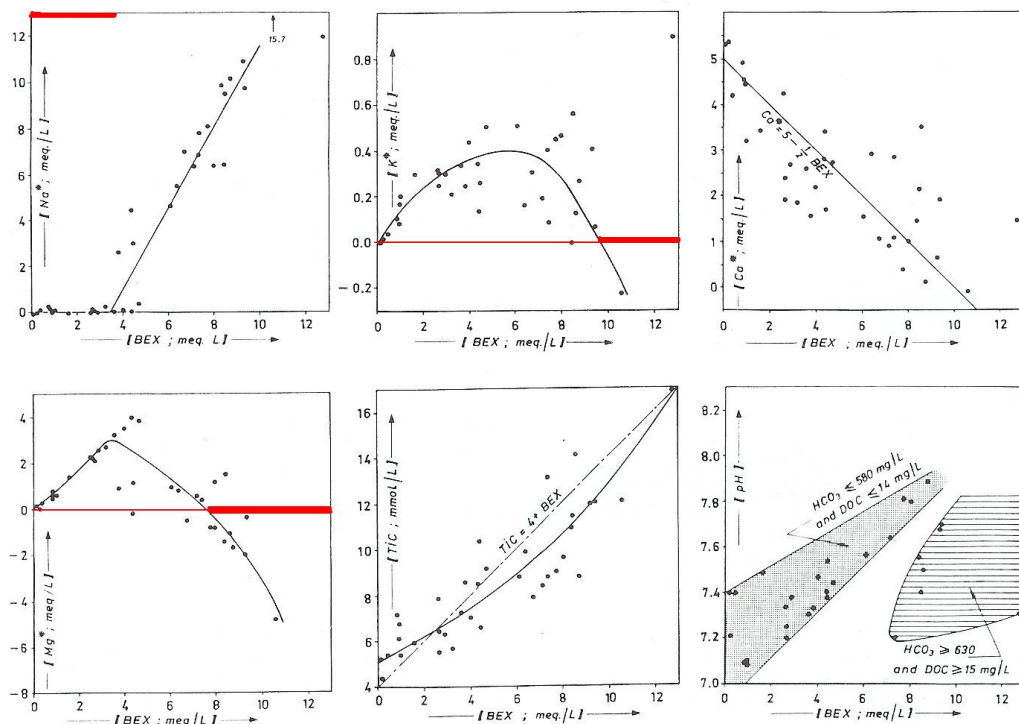 13
12
10
8
6
4
2
0
[ Na* ; meq/L ]
15.7
0 2 4 6 8 10 12
[ BEX ; meq. L ]
0.8
0.6
0.4
0.2
0.0
–0.2
[ K* ; meq./L ]
0 2 4 6 8 10 12
[ BEX ; meq./L ]
6
5
4
3
2
1
0
[ Ca* ; meq./L ]
Ca = 5 – 1/2 BEX
0 2 4 6 8 10 12
[ BEX ; meq./L ]
4
2
0
-2
-4
-6
-8
[ Mg* ; meq/L ]
0 2 4 6 8 10 12
[ BEX ; meq/L ]
16
14
12
10
8
6
4
[ TiC ; mmol/L ]
TiC = 4+ BEX
0 2 4 6 8 10 12
[ BEX ; meq./L ]
8.2
8.0
7.8
7.6
7.4
7.2
7.0
[ pH ]
HCO3 ≤ 580 mg/L
and DOC ≤ 14 mg/L
HCO3 ≥ 630
and DOC ≥ 15 mg/L
0 2 4 6 8 10 12
[ BEX ; meq./L ]